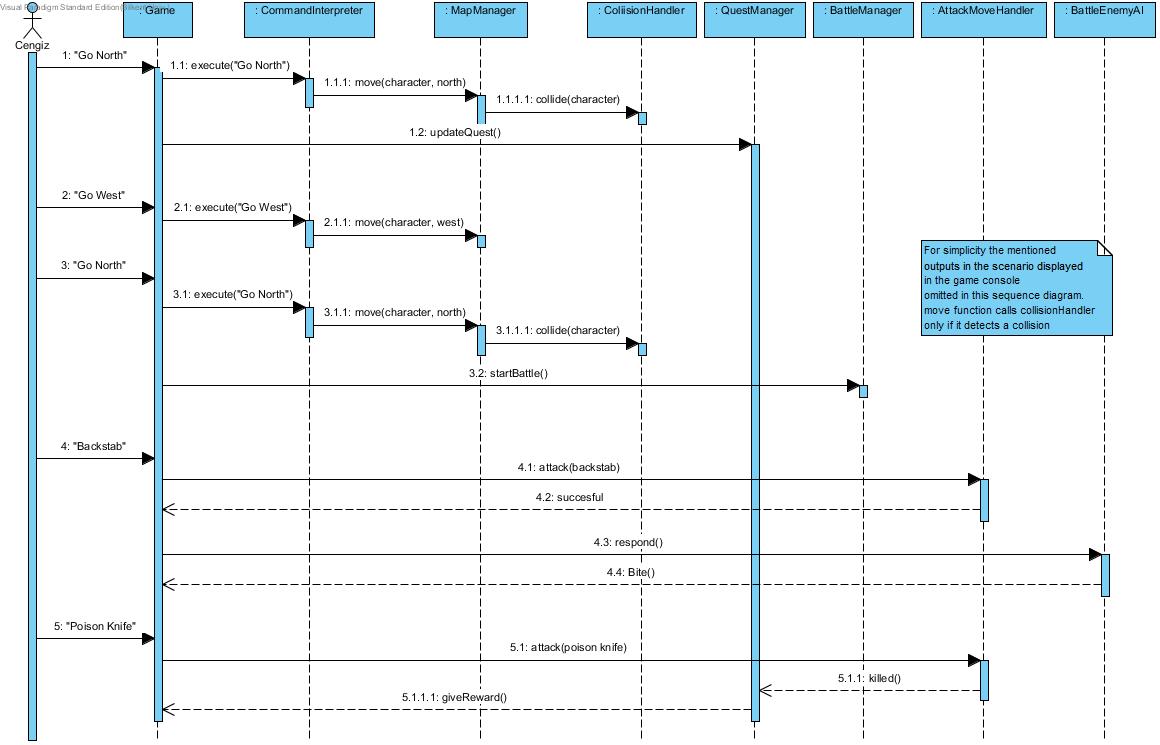 Visual Paradigm Standard Edition(Bilkent
: Game
: CommandInterpreter
: MapManager
: ColiisionHandler
: QuestManager
: BattleManager
: AttackMoveHandler
: BattleEnemyAI
Cengiz
1: "Go North"
1.1: execute("Go North")
1.1.1: move(character, north)
1.1.1.1: collide(character)
1.2: updateQuest()
2: "Go West"
2.1: execute("Go West")
2.1.1: move(character, west)
For simplicity the mentioned
outputs in the scenario displayed
in the game console
omitted in this sequence diagram.
move function calls collisionHandler
only if it detects a collision
3: "Go North"
3.1: execute("Go North")
3.1.1: move(character, north)
3.1.1.1: collide(character)
3.2: startBattle()
4: "Backstab"
4.1: attack(backstab)
4.2: succesful
4.3: respond()
4.4: Bite()
5: "Poison Knife"
5.1: attack(poison knife)
5.1.1: killed()
5.1.1.1: giveReward()